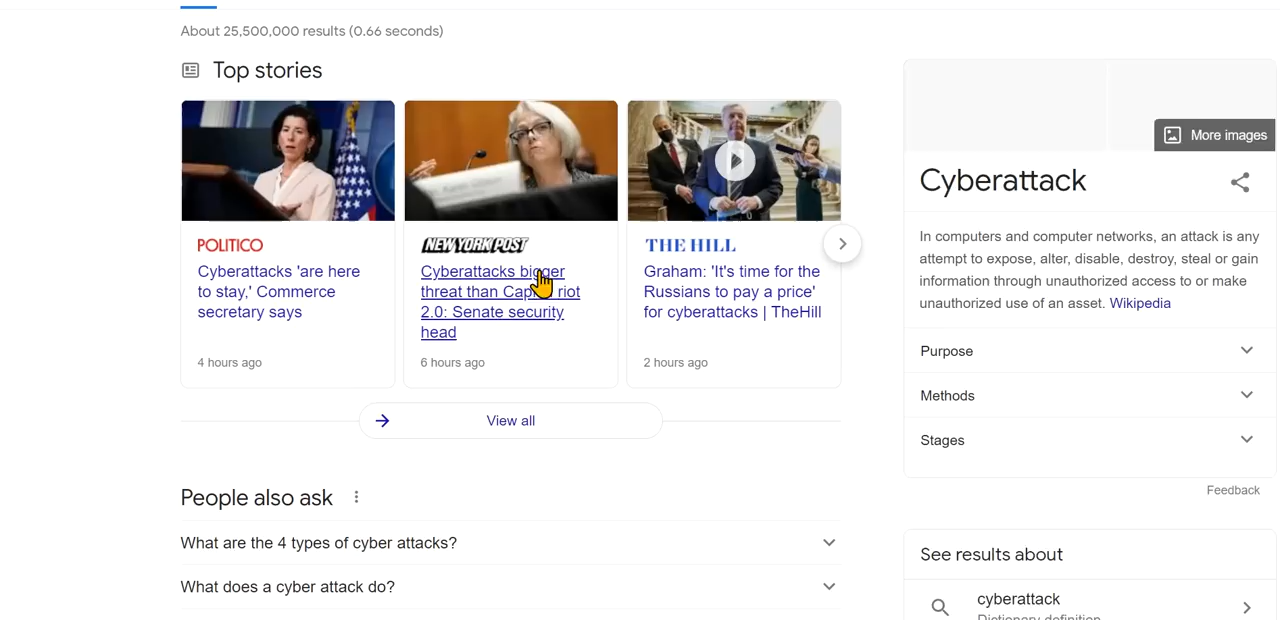 About 25,500,000 results (0.66 seconds)
Top stories
POLITICO
Cyberattacks 'are here
to stay,' Commerce
secretary says
4 hours ago
NEW YORK POST
Cyberattacks bigger
threat than Capitol riot
2.0: Senate security
head
6 hours ago
THE HILL
Graham: 'It's time for the
Russians to pay a price'
for cyberattacks | TheHill
2 hours ago
View all
People also ask
What are the 4 types of cyber attacks?
What does a cyber attack do?
More images
Cyberattack
In computers and computer networks, an attack is any
attempt to expose, alter, disable, destroy, steal or gain
information through unauthorized access to or make
unauthorized use of an asset. Wikipedia
Purpose
Methods
Stages
Feedback
See results about
cyberattack
Dictionary definition